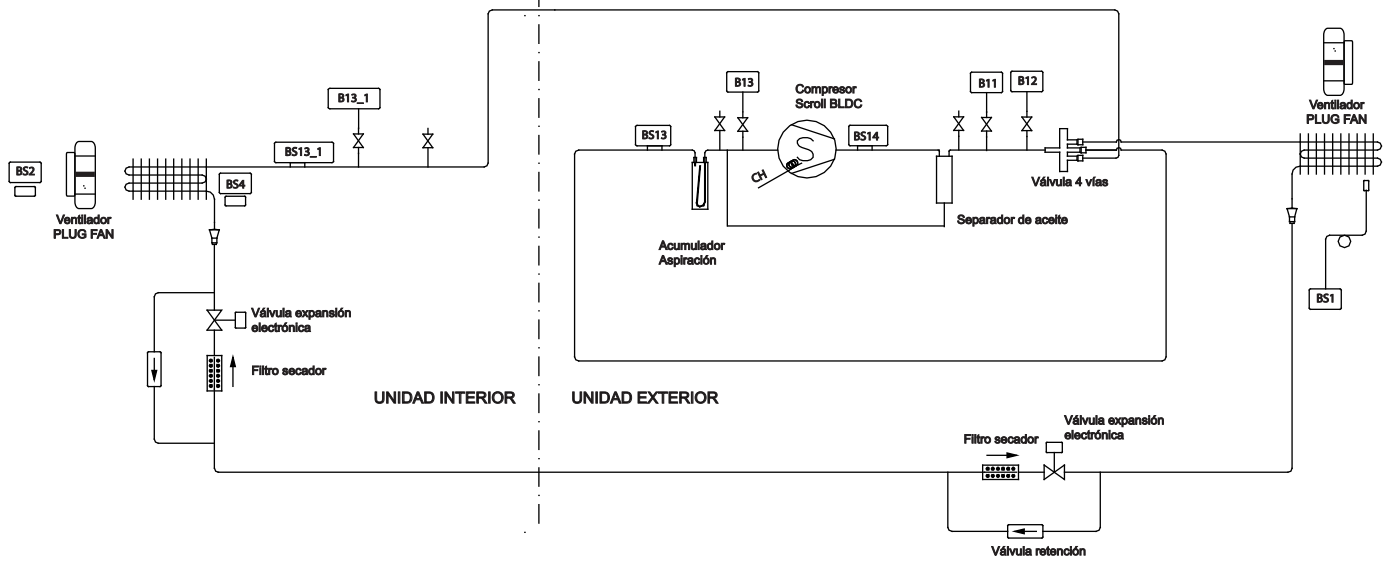 B13_1
B13
Compresor
Scroll BLDC
B11
B12
Ventilador
PLUG FAN
BS13_1
BS13
BS14
S
CH
BS2
BS4
Válvula 4 vías
Ventilador
PLUG FAN
Separador de aceite
Acumulador
Aspiración
BS1
Válvula expansión
electrónica
Filtro secador
UNIDAD INTERIOR
UNIDAD EXTERIOR
Válvula expansión
electrónica
Filtro secador
Válvula retención